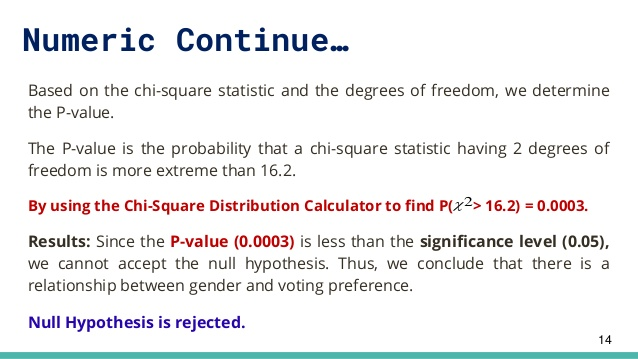 Numeric Continue…
Based on the chi-square statistic and the degrees of freedom, we determine
the P-value.
The P-value is the probability that a chi-square statistic having 2 degrees of
freedom is more extreme than 16.2.
By using the Chi-Square Distribution Calculator to find P(χ2> 16.2) = 0.0003.
Results: Since the P-value (0.0003) is less than the significance level (0.05),
we cannot accept the null hypothesis. Thus, we conclude that there is a
relationship between gender and voting preference.
Null Hypothesis is rejected.
14